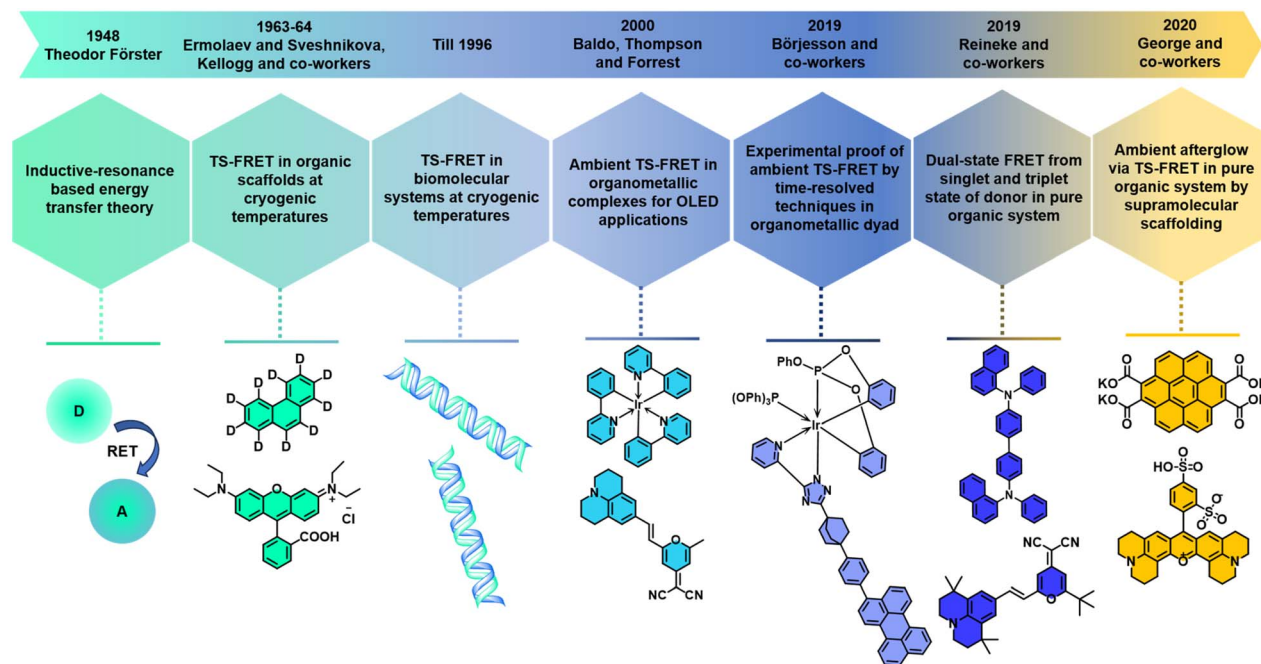 1948
Theodor Förster
1963-64
Ermolaev and Sveshnikova,
Kellogg and co-workers
Till 1996
2000
Baldo, Thompson
and Forrest
2019
Börjesson and
co-workers
2019
Reineke and
co-workers
2020
George and
co-workers
Inductive-resonance
based energy
transfer theory
TS-FRET in organic
scaffolds at
cryogenic
temperatures
TS-FRET in
biomolecular
systems at cryogenic
temperatures
Ambient TS-FRET in
organometallic
complexes for OLED
applications
Experimental proof of
ambient TS-FRET by
time-resolved
techniques in
organometallic dyad
Dual-state FRET from
singlet and triplet
state of donor in pure
organic system
Ambient afterglow
via TS-FRET in pure
organic system by
supramolecular
scaffolding
D
RET
A
D D
D D
D D
D D
D D
N O N
+
−
Cl
COOH
N
Ir
N N
N
O
NC CN
PhO O
P
O
(OPh)3P
Ir
N N
N N
N
N
NC CN
O
N
O O
KO OK
KO OK
O O
O
HO-S
O
O
S O−
O
N O N
+